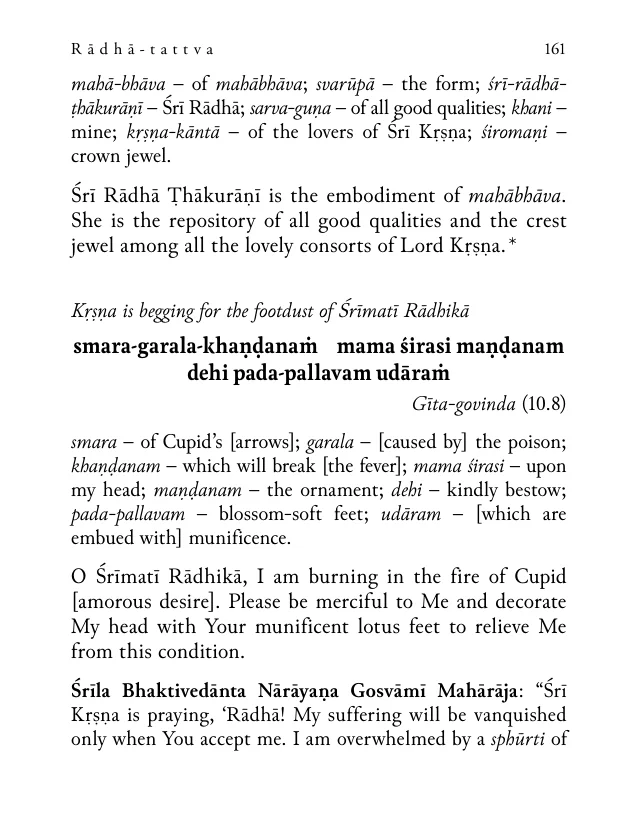 Rādhā-tattva 161
mahā-bhāva – of mahābhāva; svarūpā – the form; śrī-rādhā-
ṭhākurāṇī – Śrī Rādhā; sarva-guṇa – of all good qualities; khani –
mine; kṛṣṇa-kāntā – of the lovers of Śrī Kṛṣṇa; śiromaṇi –
crown jewel.
Śrī Rādhā Ṭhākurāṇī is the embodiment of mahābhāva.
She is the repository of all good qualities and the crest
jewel among all the lovely consorts of Lord Kṛṣṇa.*
Kṛṣṇa is begging for the footdust of Śrīmatī Rādhikā
smara-garala-khaṇḍanaṁ mama śirasi maṇḍanam
dehi pada-pallavam udāraṁ
Gīta-govinda (10.8)
smara – of Cupid’s [arrows]; garala – [caused by] the poison;
khaṇḍanam – which will break [the fever]; mama śirasi – upon
my head; maṇḍanam – the ornament; dehi – kindly bestow;
pada-pallavam – blossom-soft feet; udāram – [which are
embued with] munificence.
O Śrīmatī Rādhikā, I am burning in the fire of Cupid
[amorous desire]. Please be merciful to Me and decorate
My head with Your munificent lotus feet to relieve Me
from this condition.
Śrīla Bhaktivedānta Nārāyaṇa Gosvāmī Mahārāja: “Śrī
Kṛṣṇa is praying, ‘Rādhā! My suffering will be vanquished
only when You accept me. I am overwhelmed by a sphūrti of